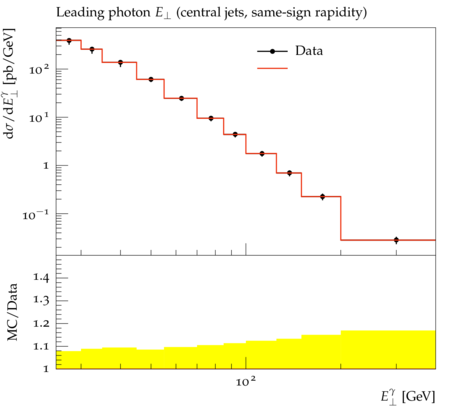 Leading photon E⊥ (central jets, same-sign rapidity)
dσ/dE⊥^γ [pb/GeV]
10^2
10^1
1
10^−1
Data
MC/Data
1.4
1.3
1.2
1.1
1
10^2
E⊥^γ [GeV]